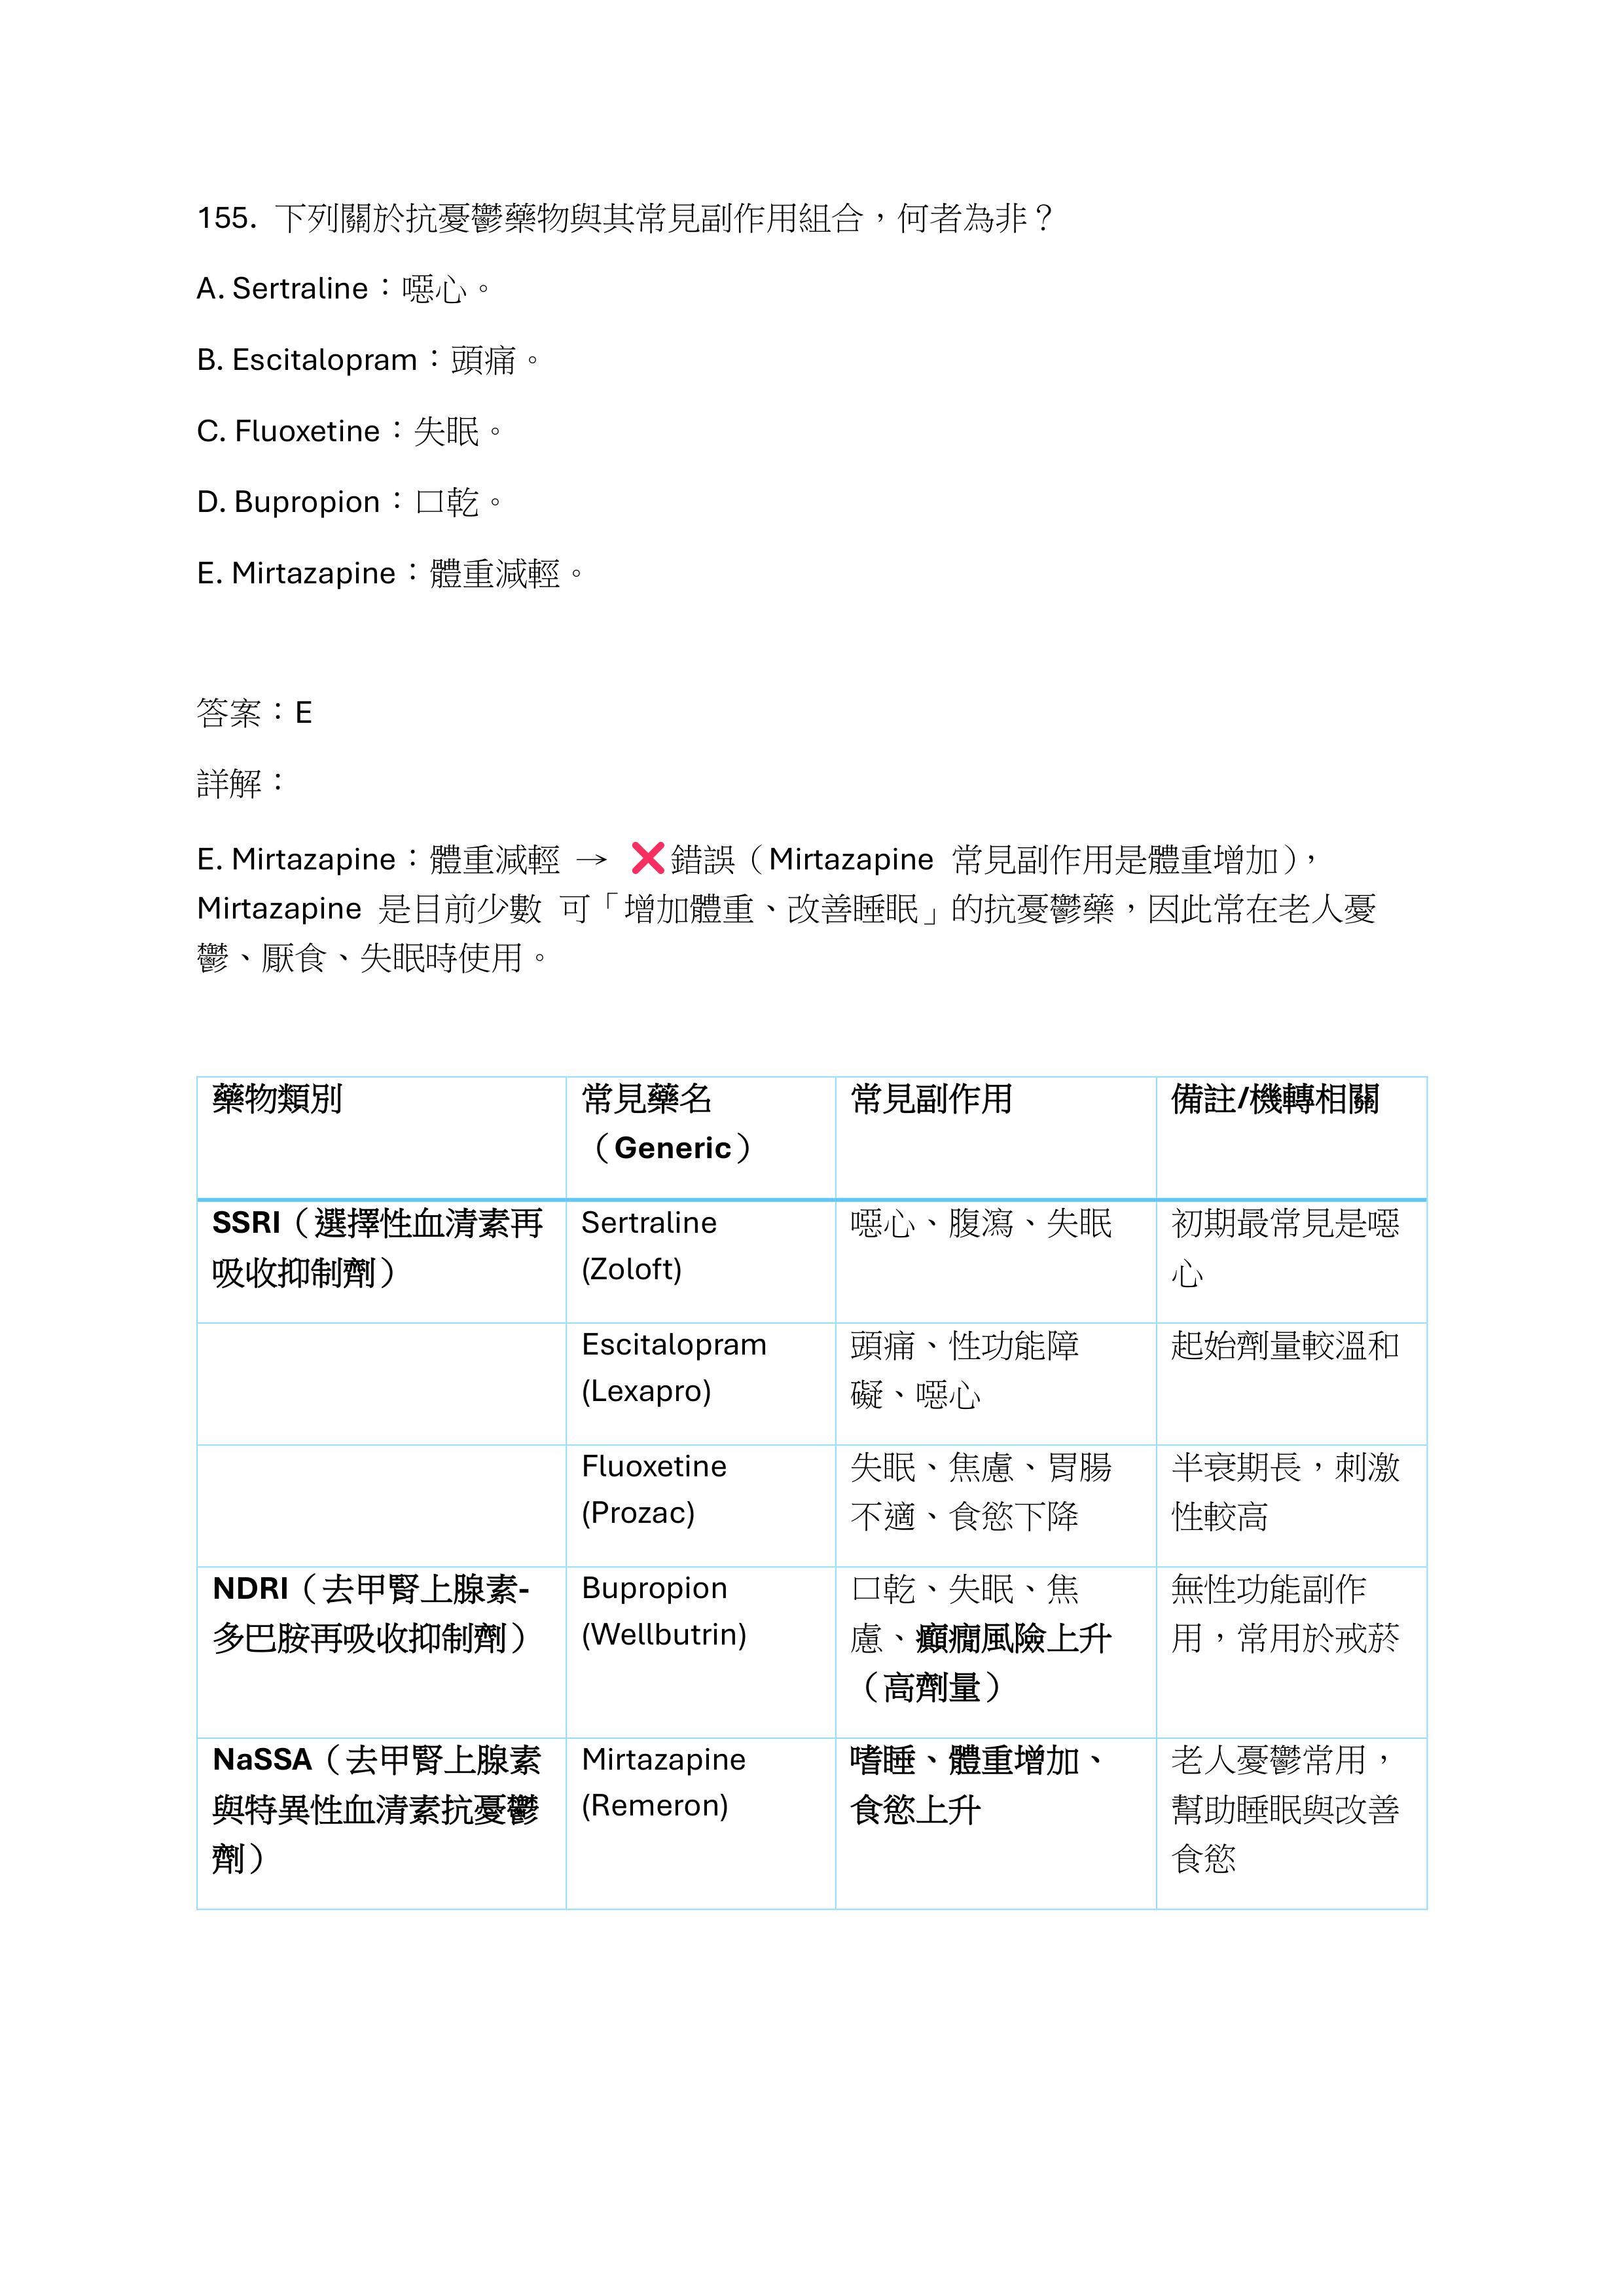 155. 下列關於抗憂鬱藥物與其常見副作用組合，何者為非？
A. Sertraline：噁心。
B. Escitalopram：頭痛。
C. Fluoxetine：失眠。
D. Bupropion：口乾。
E. Mirtazapine：體重減輕。
答案：E
詳解：
E. Mirtazapine：體重減輕 → ❌錯誤（Mirtazapine 常見副作用是體重增加），
Mirtazapine 是目前少數 可「增加體重、改善睡眠」的抗憂鬱藥，因此常在老人憂
鬱、厭食、失眠時使用。
藥物類別
常見藥名
（Generic）
常見副作用
備註/機轉相關
SSRI（選擇性血清素再
吸收抑制劑）
Sertraline
(Zoloft)
噁心、腹瀉、失眠
初期最常見是噁
心
Escitalopram
(Lexapro)
頭痛、性功能障
礙、噁心
起始劑量較溫和
Fluoxetine
(Prozac)
失眠、焦慮、胃腸
不適、食慾下降
半衰期長，刺激
性較高
NDRI（去甲腎上腺素-
多巴胺再吸收抑制劑）
Bupropion
(Wellbutrin)
口乾、失眠、焦
慮、癲癇風險上升
（高劑量）
無性功能副作
用，常用於戒菸
NaSSA（去甲腎上腺素
與特異性血清素抗憂鬱
劑）
Mirtazapine
(Remeron)
嗜睡、體重增加、
食慾上升
老人憂鬱常用，
幫助睡眠與改善
食慾